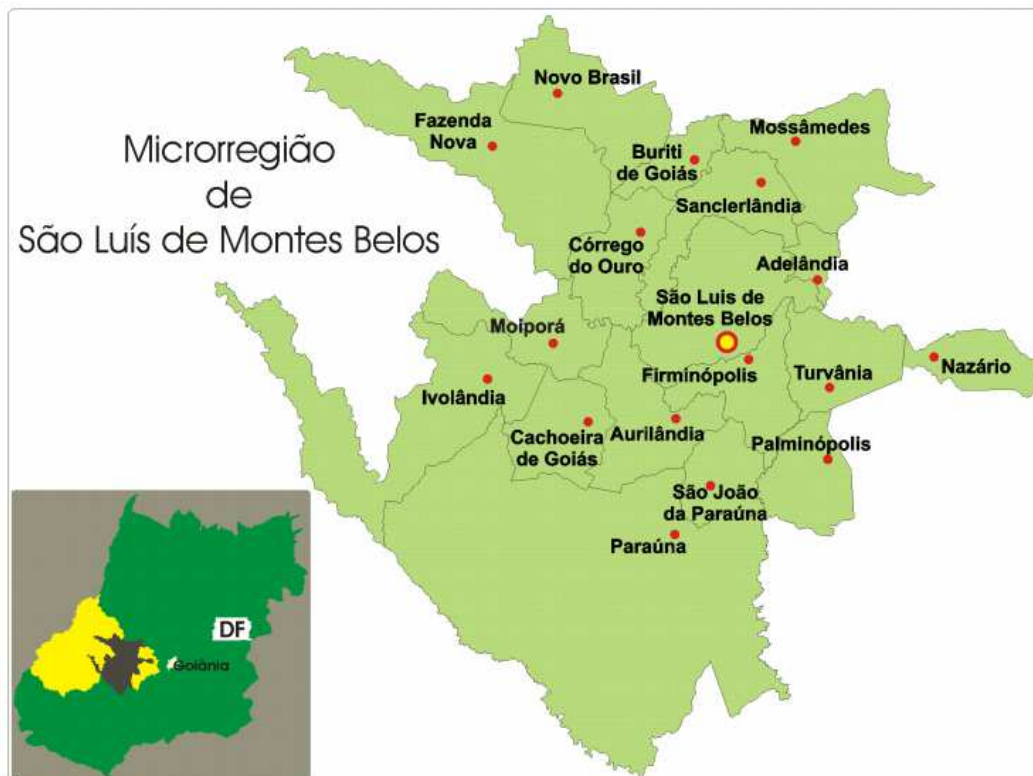 Microrregião
de
São Luís de Montes Belos
Novo Brasil
Fazenda
Nova
Mossâmedes
Buriti
de Goiás
Sanclerlândia
Córrego
do Ouro
Adelândia
São Luis de
Montes Belos
Moiporá
Firminópolis
Turvânia
Nazário
Ivolândia
Cachoeira
de Goiás
Aurilândia
Palminópolis
São João
da Paraúna
Paraúna
DF
Goiânia